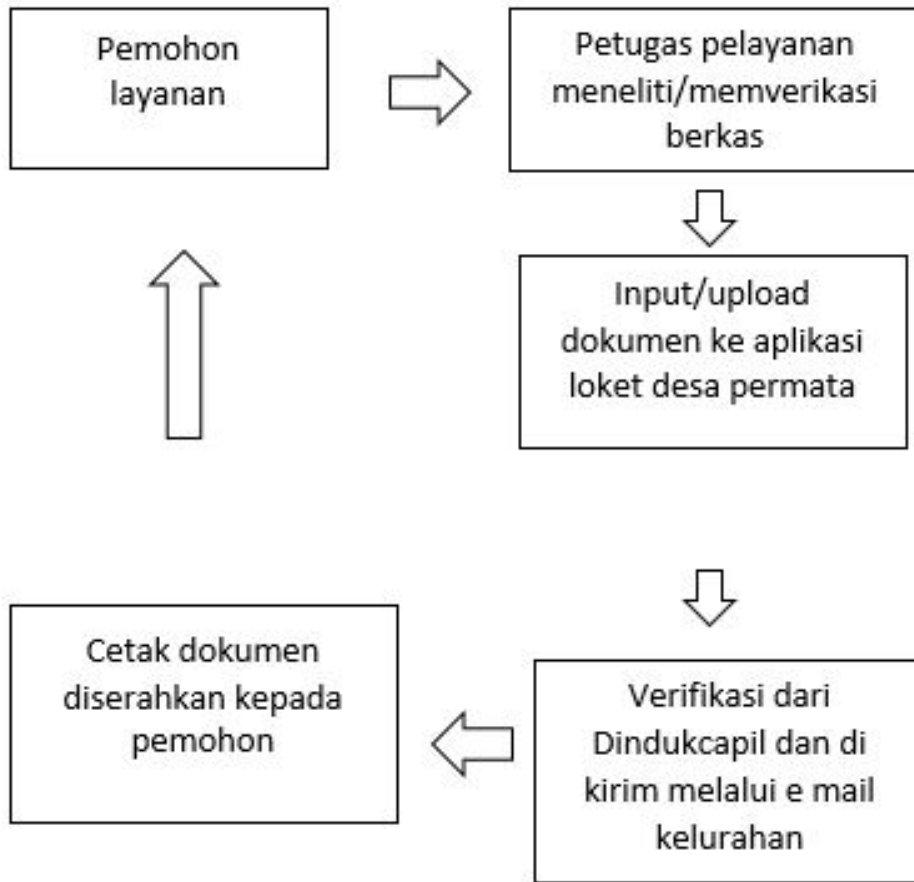 Pemohon
layanan
Petugas pelayanan
meneliti/memverikasi
berkas
Input/upload
dokumen ke aplikasi
loket desa permata
Verifikasi dari
Dindukcapil dan di
kirim melalui e mail
kelurahan
Cetak dokumen
diserahkan kepada
pemohon